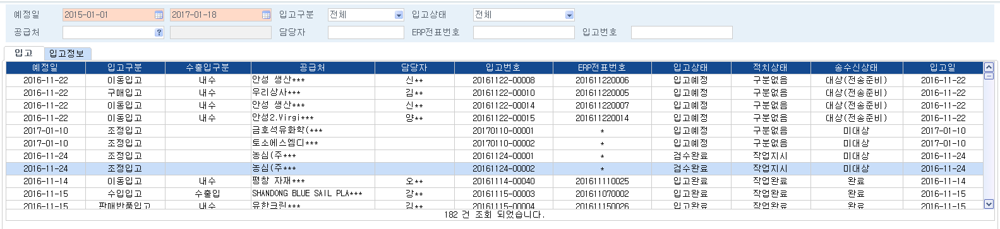 예정일 2015-01-01 2017-01-18 입고구분 전체 입고상태 전체
공급처 ? 담당자 ERP전표번호 입고번호
입고 입고정보
예정일 입고구분 수출입구분 공급처 담당자 입고번호 ERP전표번호 입고상태 적치상태 송수신상태 입고일
2016-11-22 이동입고 내수 안성 생산*** 신** 20161122-00008 201611220006 입고예정 구분없음 대상(전송준비) 2016-11-22
2016-11-22 구매입고 내수 우리상사*** 김** 20161122-00010 201611220005 입고예정 구분없음 대상(전송준비) 2016-11-22
2016-11-22 이동입고 내수 안성 생산*** 신** 20161122-00014 201611220007 입고예정 구분없음 대상(전송준비) 2016-11-22
2016-11-22 이동입고 내수 안성2.Virgi*** 양** 20161122-00015 201611220014 입고예정 구분없음 대상(전송준비) 2016-11-22
2017-01-10 조정입고 금호석유화학(*** 20170110-00001 * 입고예정 구분없음 미대상 2017-01-10
2017-01-10 조정입고 토소에스엠디*** 20170110-00002 * 입고예정 구분없음 미대상 2017-01-10
2016-11-24 조정입고 농심(주*** 20161124-00001 * 검수완료 작업지시 미대상 2016-11-24
2016-11-24 조정입고 농심(주*** 20161124-00002 * 검수완료 작업지시 미대상 2016-11-24
2016-11-14 이동입고 내수 평창 자재*** 오** 20161114-00040 201611110025 입고완료 작업완료 완료 2016-11-14
2016-11-15 수입입고 수출입 SHANDONG BLUE SAIL PLA*** 강** 20161115-00003 201611070002 입고완료 작업완료 완료 2016-11-15
2016-11-15 판매반품입고 내수 유한크린*** 김** 20161115-00004 201611150026 입고완료 작업완료 완료 2016-11-15
182 건 조회 되었습니다.